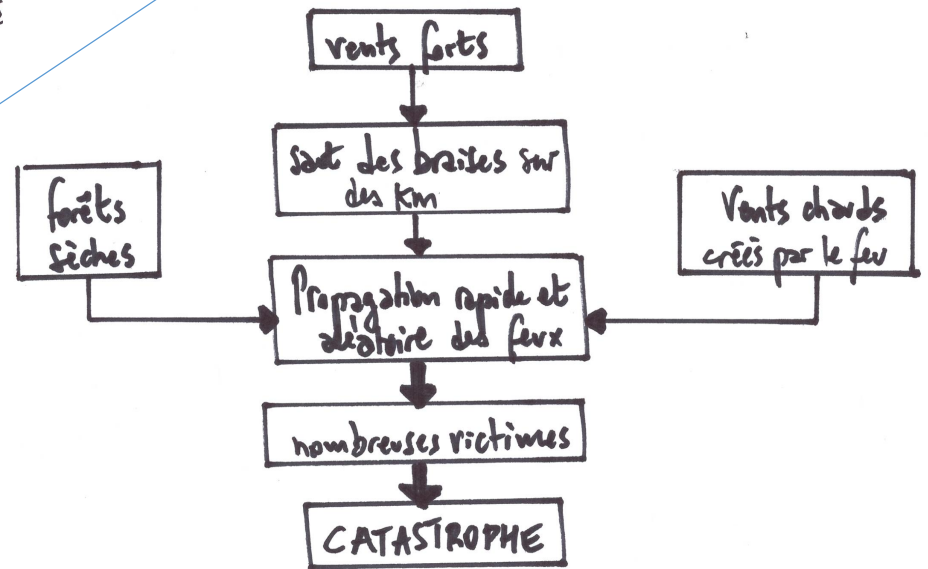 vents forts
saut des braises sur
des km
forêts
sèches
Vents chauds
créés par le feu
Propagation rapide et
aléatoire des feux
nombreuses victimes
CATASTROPHE